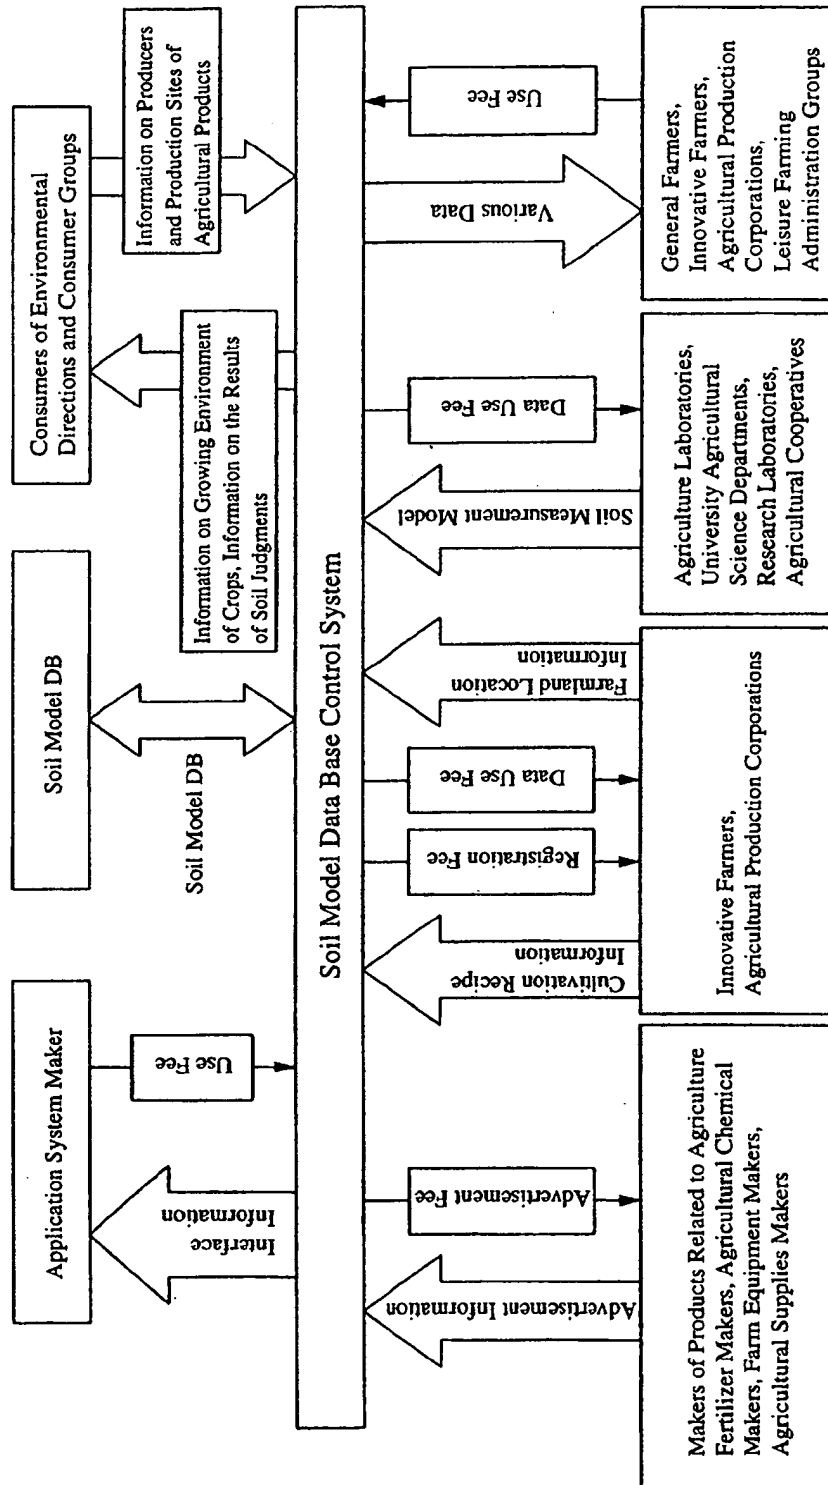 Application System Maker
Soil Model DB
Consumers of Environmental
Directions and Consumer Groups
Interface
Information
Use Fee
Soil Model DB
Information on Growing Environment
of Crops, Information on the Results
of Soil Judgments
Information on Producers
and Production Sites of
Agricultural Products
Soil Model Data Base Control System
Advertisement Information
Advertisement Fee
Cultivation Recipe
Information
Registration Fee
Data Use Fee
Farmland Location
Information
Soil Measurement Model
Data Use Fee
Various Data
Use Fee
Makers of Products Related to Agriculture
Fertilizer Makers, Agricultural Chemical
Makers, Farm Equipment Makers,
Agricultural Supplies Makers
Innovative Farmers,
Agricultural Production Corporations
Agriculture Laboratories,
University Agricultural
Science Departments,
Research Laboratories,
Agricultural Cooperatives
General Farmers,
Innovative Farmers,
Agricultural Production
Corporations,
Leisure Farming
Administration Groups